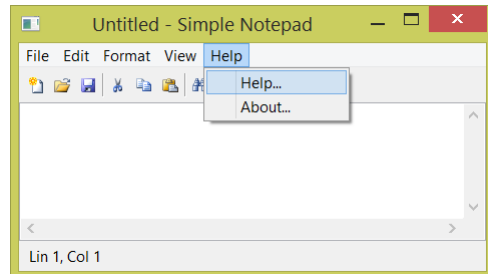 Untitled - Simple Notepad
File Edit Format View Help
Help...
About...
Lin 1, Col 1